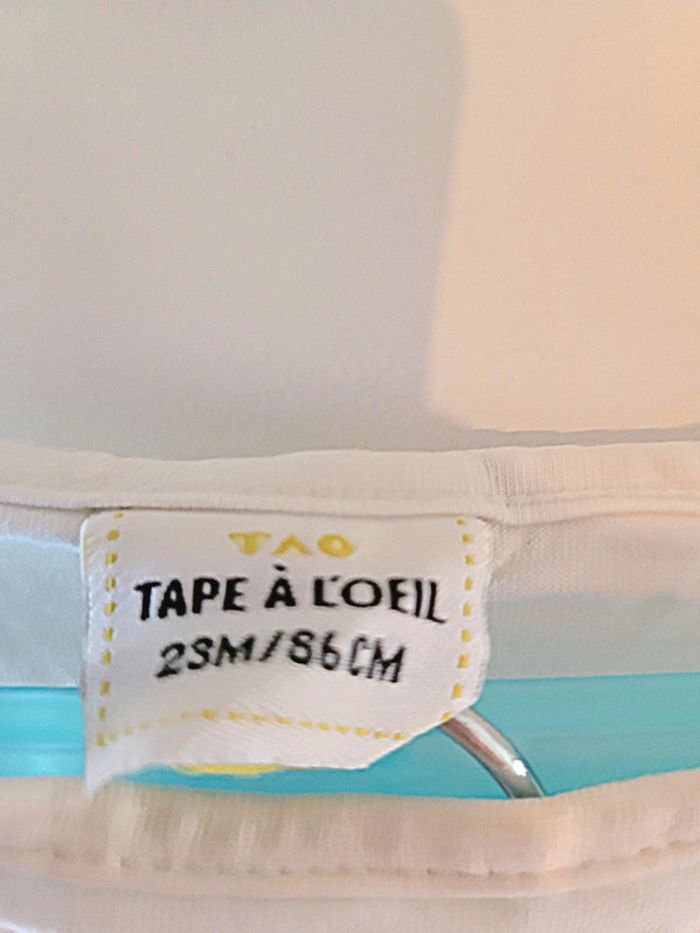 TAO
TAPE À L'OEIL
23M/86CM